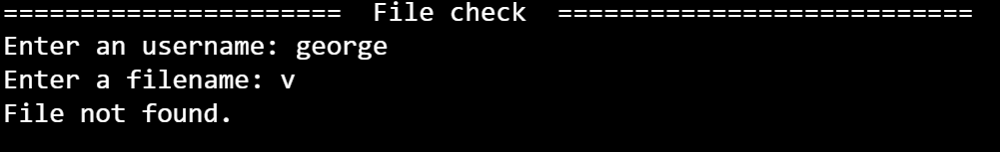 ======================  File check  ===========================
Enter an username: george
Enter a filename: v
File not found.